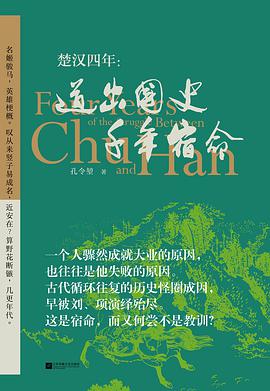 楚汉四年：
道出国史
千年宿命
Four Years
of the Struggle Between
Chu Han
and
孔令堃 著
名姬骏马，英雄梗概。叹从来竖子易成名，近安在？算野花断镞，几更年代。
一个人骤然成就大业的原因，
也往往是他失败的原因
古代循环往复的历史怪圈成因，
早被刘、项演绎殆尽
这是宿命，而又何尝不是教训？